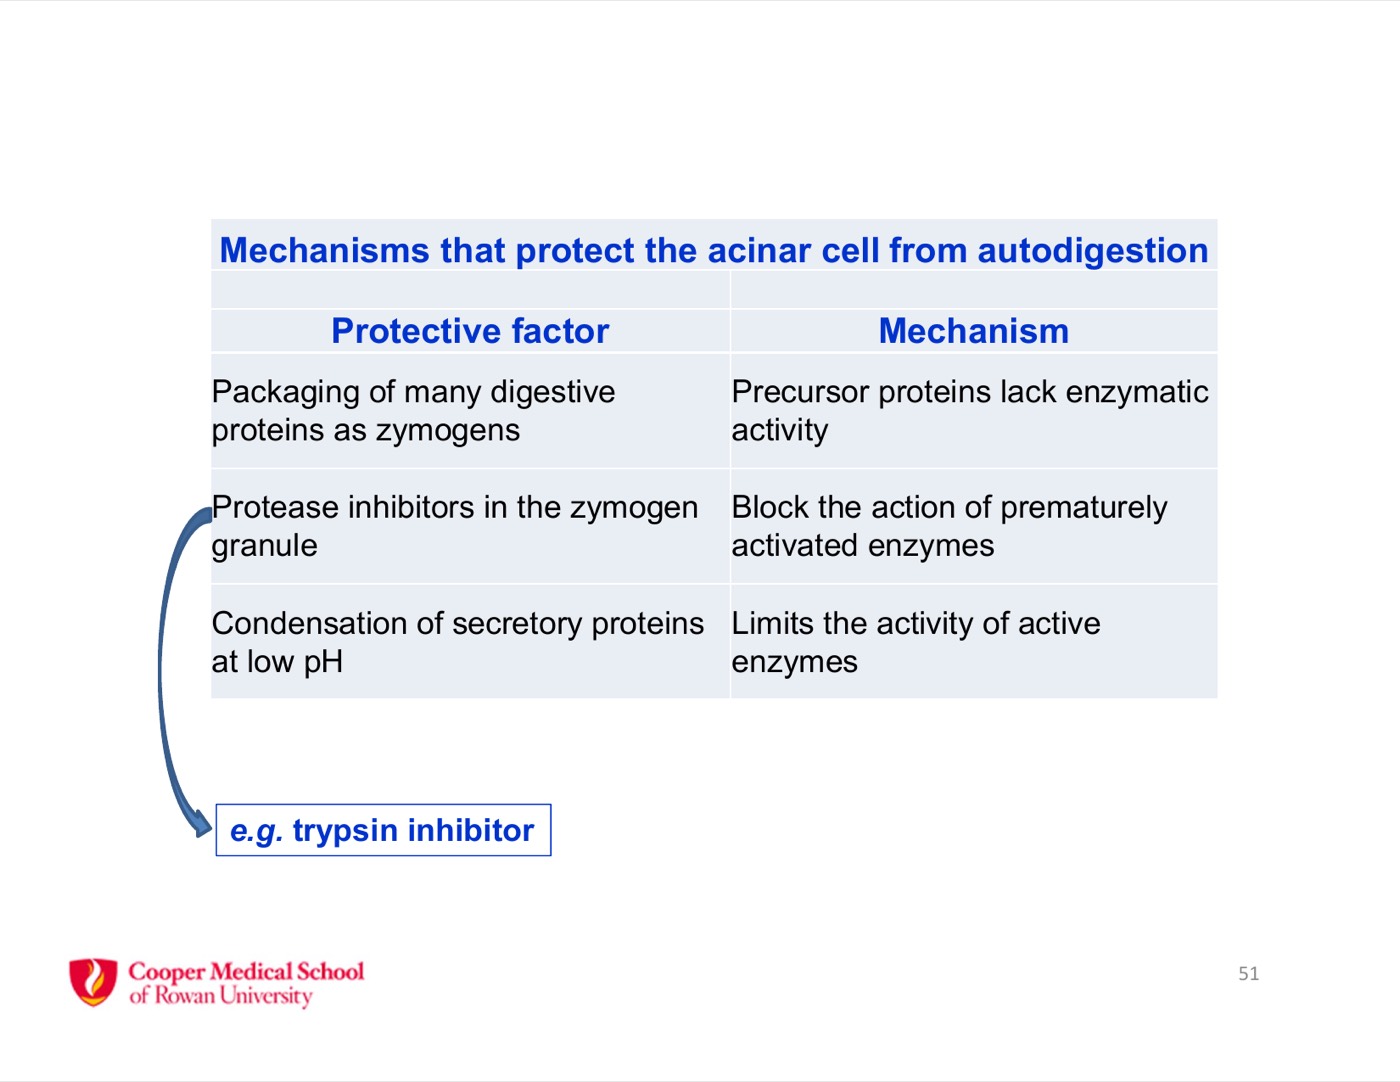 Mechanisms that protect the acinar cell from autodigestion
Protective factor
Mechanism
Packaging of many digestive
proteins as zymogens
Precursor proteins lack enzymatic
activity
Protease inhibitors in the zymogen
granule
Block the action of prematurely
activated enzymes
Condensation of secretory proteins
at low pH
Limits the activity of active
enzymes
e.g. trypsin inhibitor
Cooper Medical School
of Rowan University
51